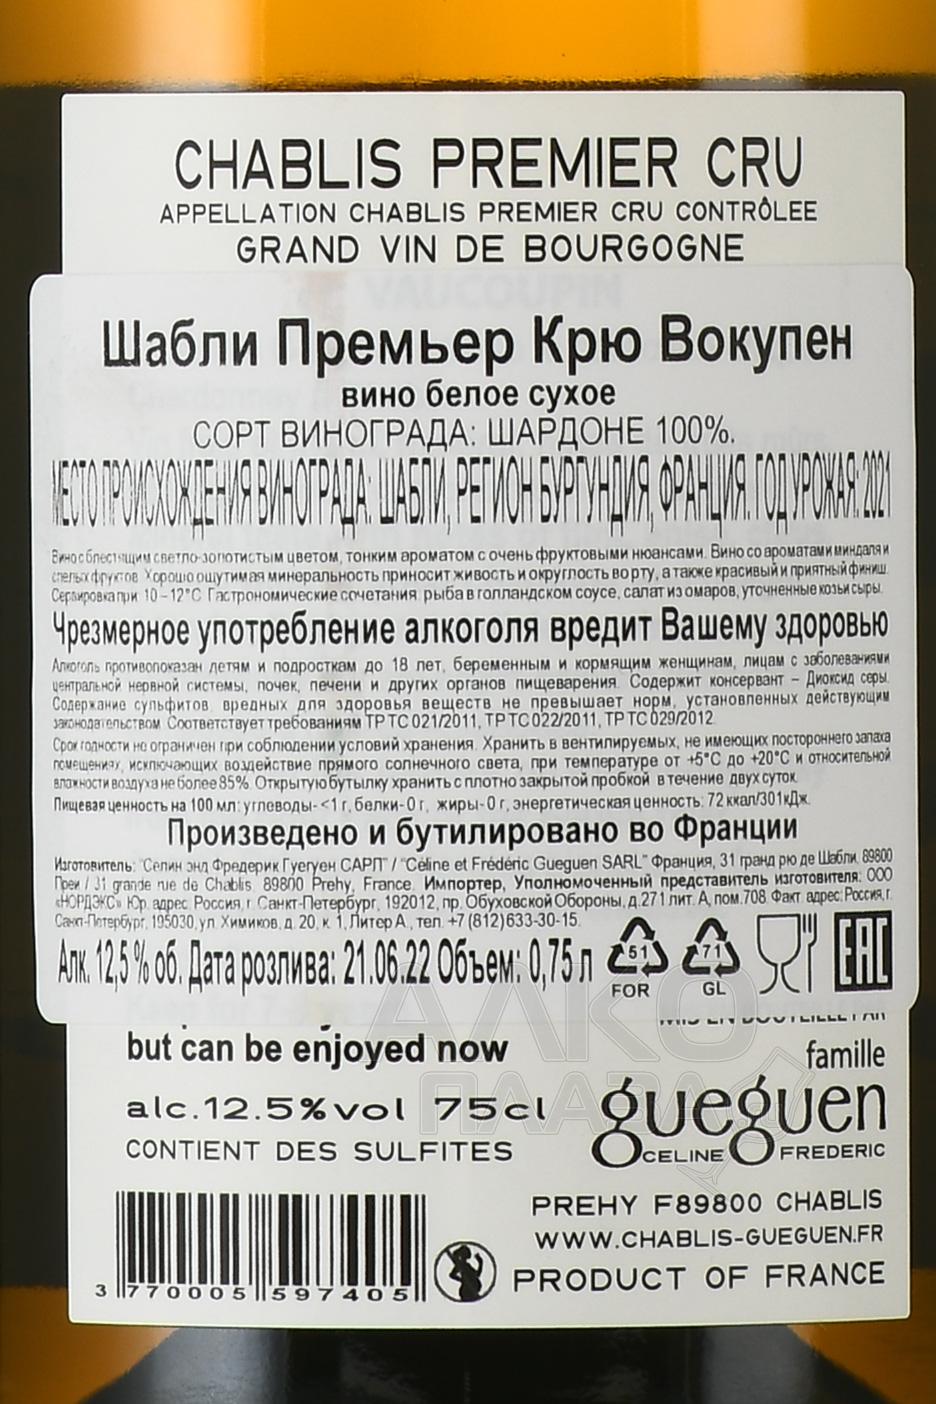 CHABLIS PREMIER CRU
APPELLATION CHABLIS PREMIER CRU CONTRÔLEE
GRAND VIN DE BOURGOGNE
VAUCOUPIN
Шабли Премьер Крю Вокупен
вино белое сухое
СОРТ ВИНОГРАДА: ШАРДОНЕ 100%.
МЕСТО ПРОИСХОЖДЕНИЯ ВИНОГРАДА: ШАБЛИ, РЕГИОН БУРГУНДИЯ, ФРАНЦИЯ. ГОД УРОЖАЯ: 2021
Вино с блестящим светло-золотистым цветом, тонким ароматом с очень фруктовыми нюансами. Вино со ароматами миндаля и
спелых фруктов. Хорошо ощутимая минеральность приносит живость и округлость во рту, а также красивый и приятный финиш.
Сервировка при 10-12°С. Гастрономические сочетания: рыба в голландском соусе, салат из омаров, уточненные козьи сыры.
Чрезмерное употребление алкоголя вредит Вашему здоровью
Алкоголь противопоказан детям и подросткам до 18 лет, беременным и кормящим женщинам, лицам с заболеваниями
центральной нервной системы, почек, печени и других органов пищеварения. Содержит консервант – Диоксид серы.
Содержание сульфитов, вредных для здоровья веществ не превышает норм, установленных действующим
законодательством. Соответствует требованиям ТР ТС 021/2011, ТР ТС 022/2011, ТР ТС 029/2012.
Срок годности не ограничен при соблюдении условий хранения. Хранить в вентилируемых, не имеющих постороннего запаха
помещениях, исключающих воздействие прямого солнечного света, при температуре от +5°С до +20°С и относительной
влажности воздуха не более 85%. Открытую бутылку хранить с плотно закрытой пробкой в течение двух суток.
Пищевая ценность на 100 мл: углеводы- <1 г, белки- 0 г, жиры- 0 г, энергетическая ценность: 72 ккал/301кДж.
Произведено и бутилировано во Франции
Изготовитель: "Селин энд Фредерик Гуегуен САРЛ" / "Céline et Frédéric Gueguen SARL" Франция, 31 гранд рю де Шабли, 89800
Преи / 31 grande rue de Chablis, 89800 Prehy, France. Импортер, Уполномоченный представитель изготовителя: ООО
«НОРДЭКС» Юр. адрес: Россия, г. Санкт-Петербург, 192012, пр. Обуховской Обороны, д.271 лит. А, пом.708. Факт. адрес: Россия, г.
Санкт-Петербург, 195030, ул. Химиков, д. 20, к. 1, Литер А., тел. +7 (812)633-30-15.
Алк. 12,5 % об. Дата розлива: 21.06.22 Объем: 0,75 л
51
FOR
71
GL
EAC
MIS EN BOUTEILLE PAR
but can be enjoyed now
famille
gueguen
CELINE FREDERIC
alc.12.5%vol 75cl
CONTIENT DES SULFITES
PREHY F89800 CHABLIS
WWW.CHABLIS-GUEGUEN.FR
PRODUCT OF FRANCE
3 770005 597405
АЛКО
ПЛАЗА